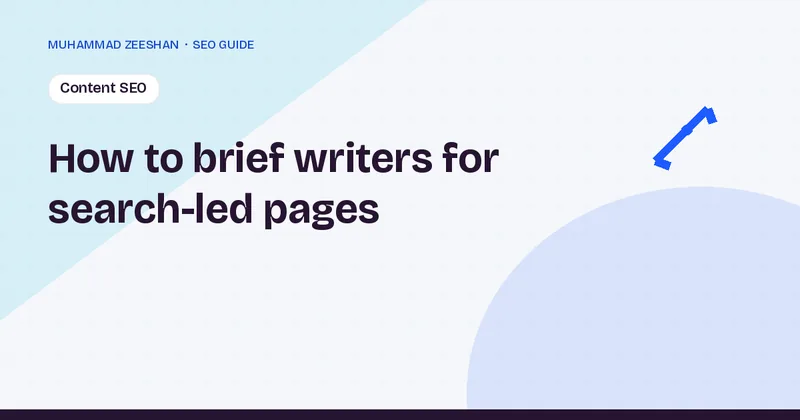 MUHAMMAD ZEESHAN · SEO GUIDE
Content SEO
How to brief writers for
search-led pages